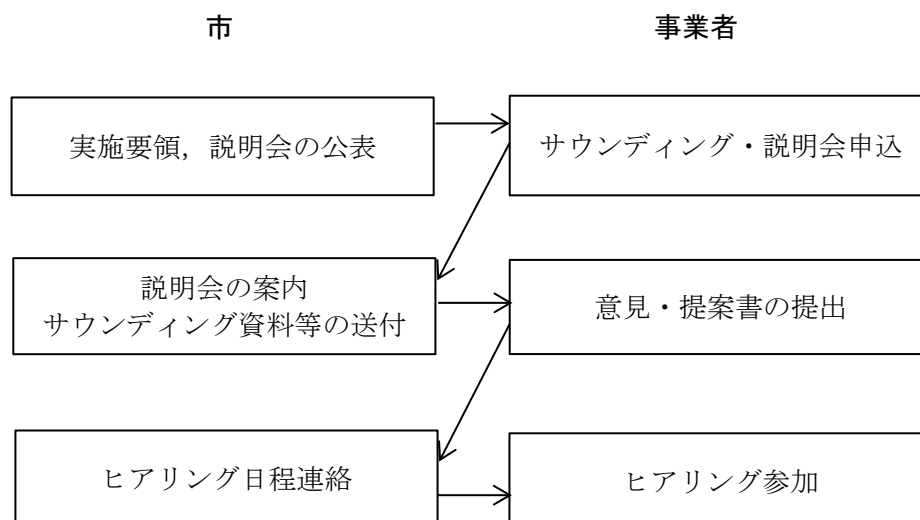 市
事業者
実施要領，説明会の公表
サウンディング・説明会申込
説明会の案内
サウンディング資料等の送付
意見・提案書の提出
ヒアリング日程連絡
ヒアリング参加